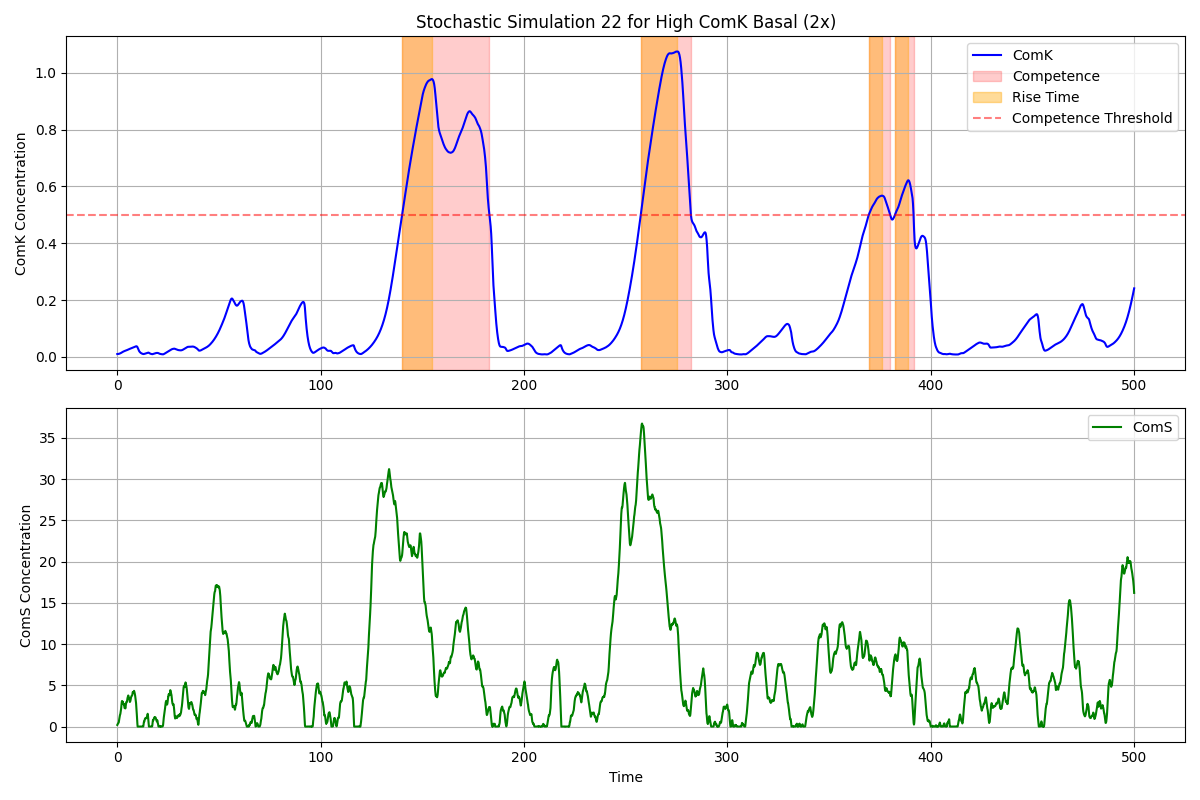 Stochastic Simulation 22 for High ComK Basal (2x)
ComK Concentration
1.0
0.8
0.6
0.4
0.2
0.0
ComK
Competence
Rise Time
Competence Threshold
0 100 200 300 400 500
ComS Concentration
35
30
25
20
15
10
5
0
ComS
0 100 200 300 400 500
Time